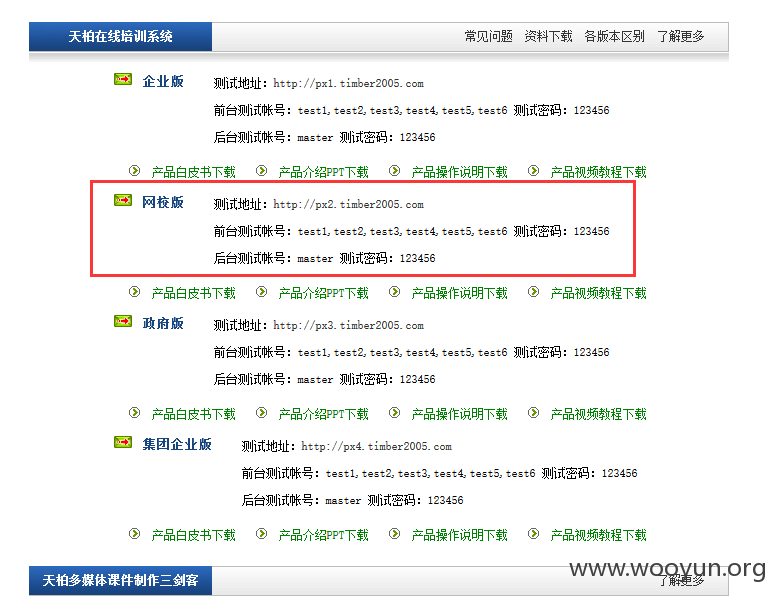 天柏在线培训系统 常见问题 资料下载 各版本区别 了解更多
企业版 测试地址：http://px1.timber2005.com
前台测试帐号：test1,test2,test3,test4,test5,test6 测试密码：123456
后台测试帐号：master 测试密码：123456
产品白皮书下载 产品介绍PPT下载 产品操作说明下载 产品视频教程下载
网校版 测试地址：http://px2.timber2005.com
前台测试帐号：test1,test2,test3,test4,test5,test6 测试密码：123456
后台测试帐号：master 测试密码：123456
产品白皮书下载 产品介绍PPT下载 产品操作说明下载 产品视频教程下载
政府版 测试地址：http://px3.timber2005.com
前台测试帐号：test1,test2,test3,test4,test5,test6 测试密码：123456
后台测试帐号：master 测试密码：123456
产品白皮书下载 产品介绍PPT下载 产品操作说明下载 产品视频教程下载
集团企业版 测试地址：http://px4.timber2005.com
前台测试帐号：test1,test2,test3,test4,test5,test6 测试密码：123456
后台测试帐号：master 测试密码：123456
产品白皮书下载 产品介绍PPT下载 产品操作说明下载 产品视频教程下载
www.wooyun.org
天柏多媒体课件制作三剑客 了解更多